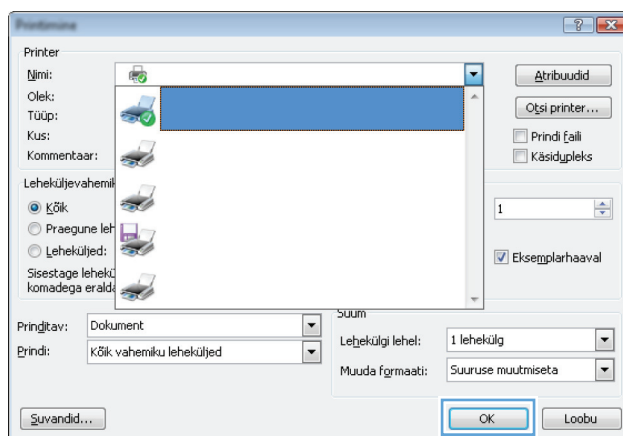 Printimine
Printer
Nimi:
Atribuudid
Olek:
Otsi printer...
Tüüp:
Kus:
Prindi faili
Kommentaar:
Käsidupleks
Leheküljevahemik
Kõik
1
Praegune leh
Leheküljed:
Eksemplarhaaval
Sisestage lehekü
komadega eralda
Suum
Prinditav: Dokument
Lehekülgi lehel: 1 lehekülg
Prindi: Kõik vahemiku leheküljed
Muuda formaati: Suuruse muutmiseta
Suvandid...
OK
Loobu